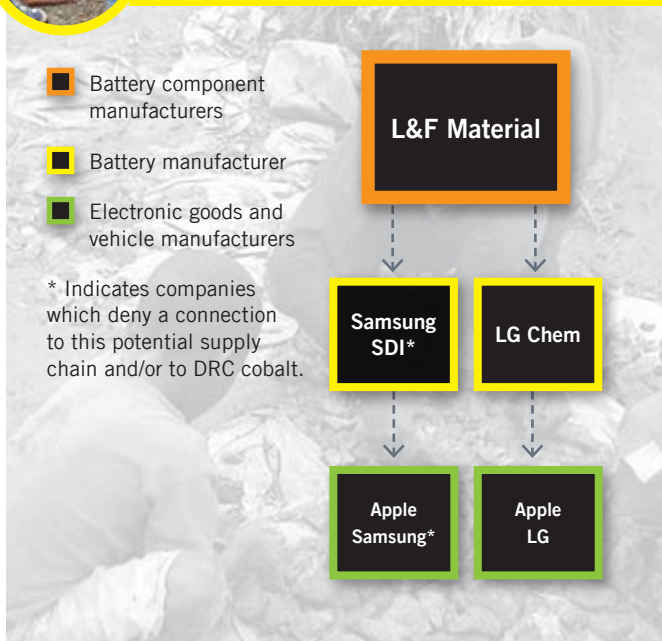 Battery component
manufacturers
Battery manufacturer
Electronic goods and
vehicle manufacturers
* Indicates companies
which deny a connection
to this potential supply
chain and/or to DRC cobalt.
L&F Material
Samsung
SDI*
LG Chem
Apple
Samsung*
Apple
LG